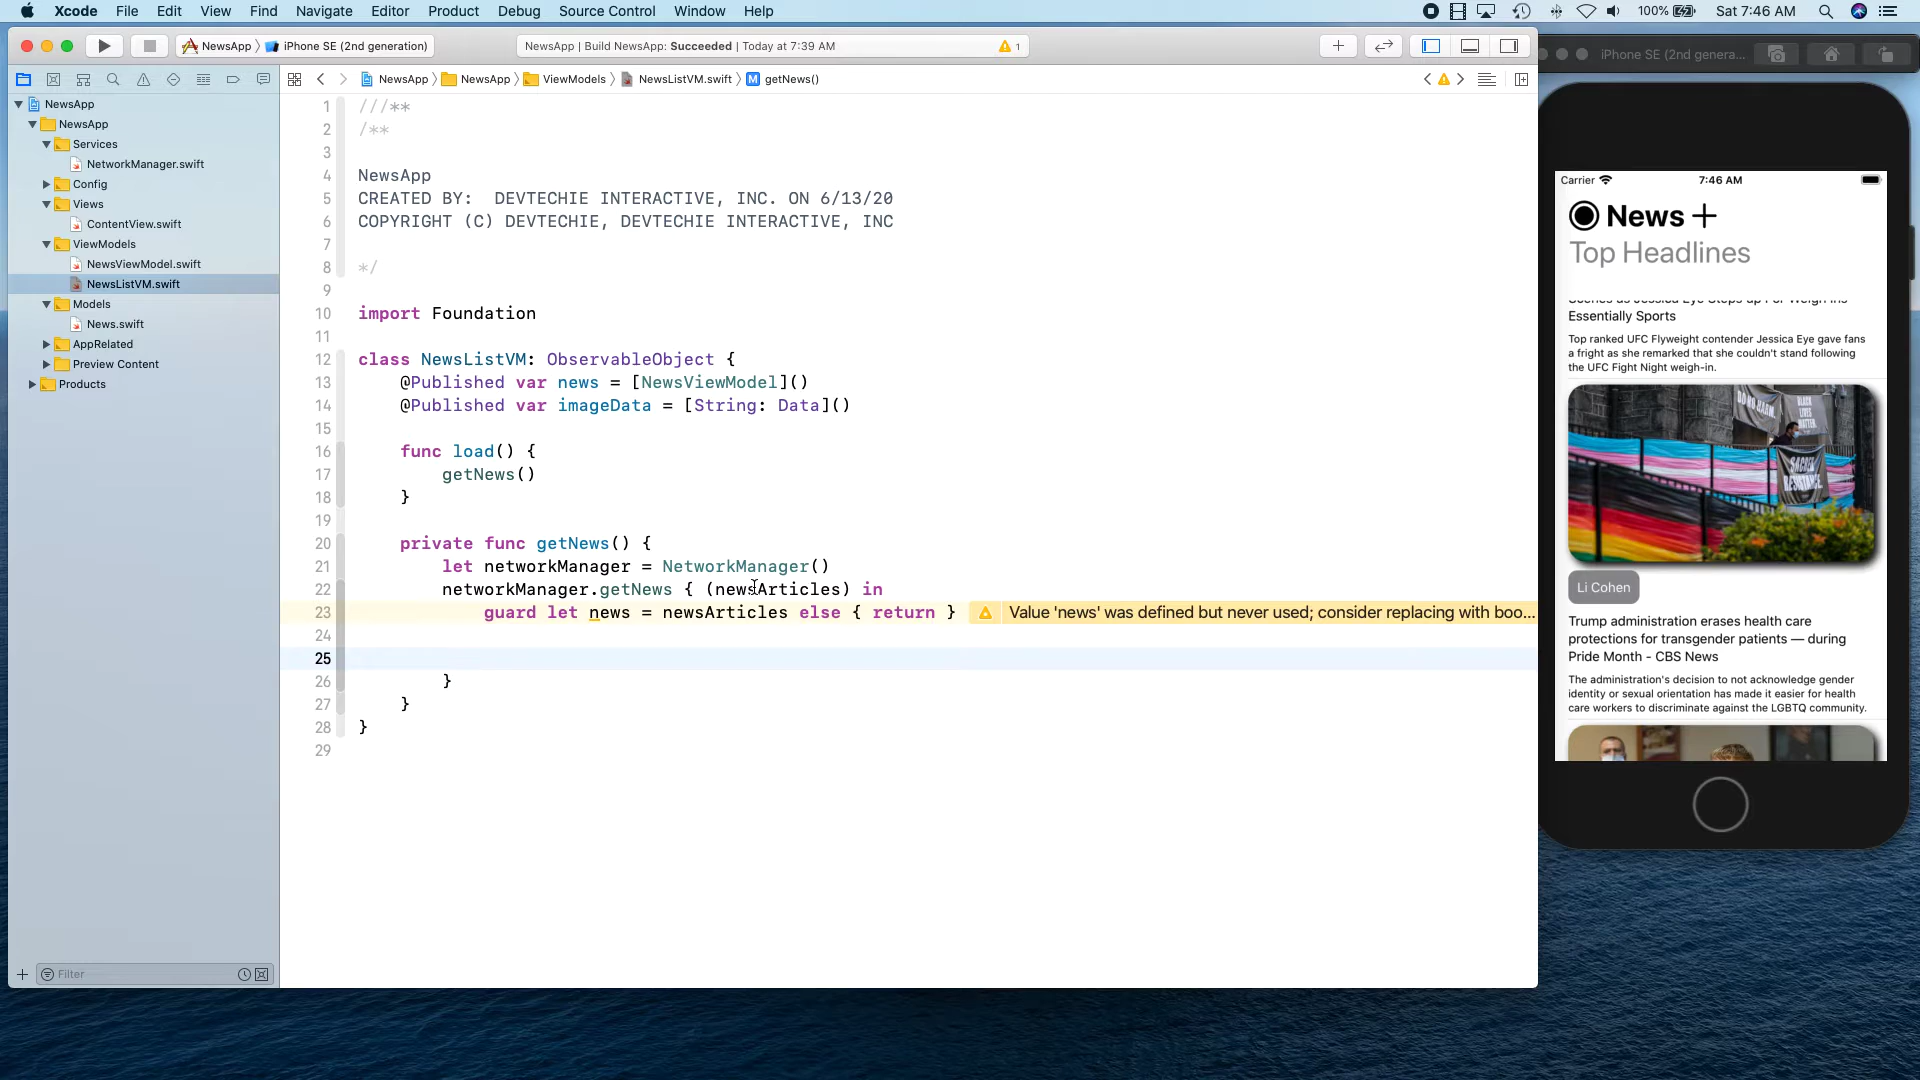 Xcode File Edit View Find Navigate Editor Product Debug Source Control Window Help 100% Sat 7:46 AM
NewsApp iPhone SE (2nd generation) NewsApp | Build NewsApp: Succeeded | Today at 7:39 AM 1
iPhone SE (2nd genera...
NewsApp NewsApp ViewModels NewsListVM.swift M getNews()
NewsApp
NewsApp
Services
NetworkManager.swift
Config
Views
ContentView.swift
ViewModels
NewsViewModel.swift
NewsListVM.swift
Models
News.swift
AppRelated
Preview Content
Products
Filter
1 ///**
2 /**
3
4 NewsApp
5 CREATED BY: DEVTECHIE INTERACTIVE, INC. ON 6/13/20
6 COPYRIGHT (C) DEVTECHIE, DEVTECHIE INTERACTIVE, INC
7
8 */
9
10 import Foundation
11
12 class NewsListVM: ObservableObject {
13 @Published var news = [NewsViewModel]()
14 @Published var imageData = [String: Data]()
15
16 func load() {
17 getNews()
18 }
19
20 private func getNews() {
21 let networkManager = NetworkManager()
22 networkManager.getNews { (newsArticles) in
23 guard let news = newsArticles else { return } Value 'news' was defined but never used; consider replacing with boo...
24
25
26 }
27 }
28 }
29
Carrier 7:46 AM
News
Top Headlines
Essentially Sports
Top ranked UFC Flyweight contender Jessica Eye gave fans
a fright as she remarked that she couldn't stand following
the UFC Fight Night weigh-in.
DO NO HARM.
BLACK
LIVES
MATTER
SACRED
RESISTANCE.
Li Cohen
Trump administration erases health care
protections for transgender patients — during
Pride Month - CBS News
The administration's decision to not acknowledge gender
identity or sexual orientation has made it easier for health
care workers to discriminate against the LGBTQ community.